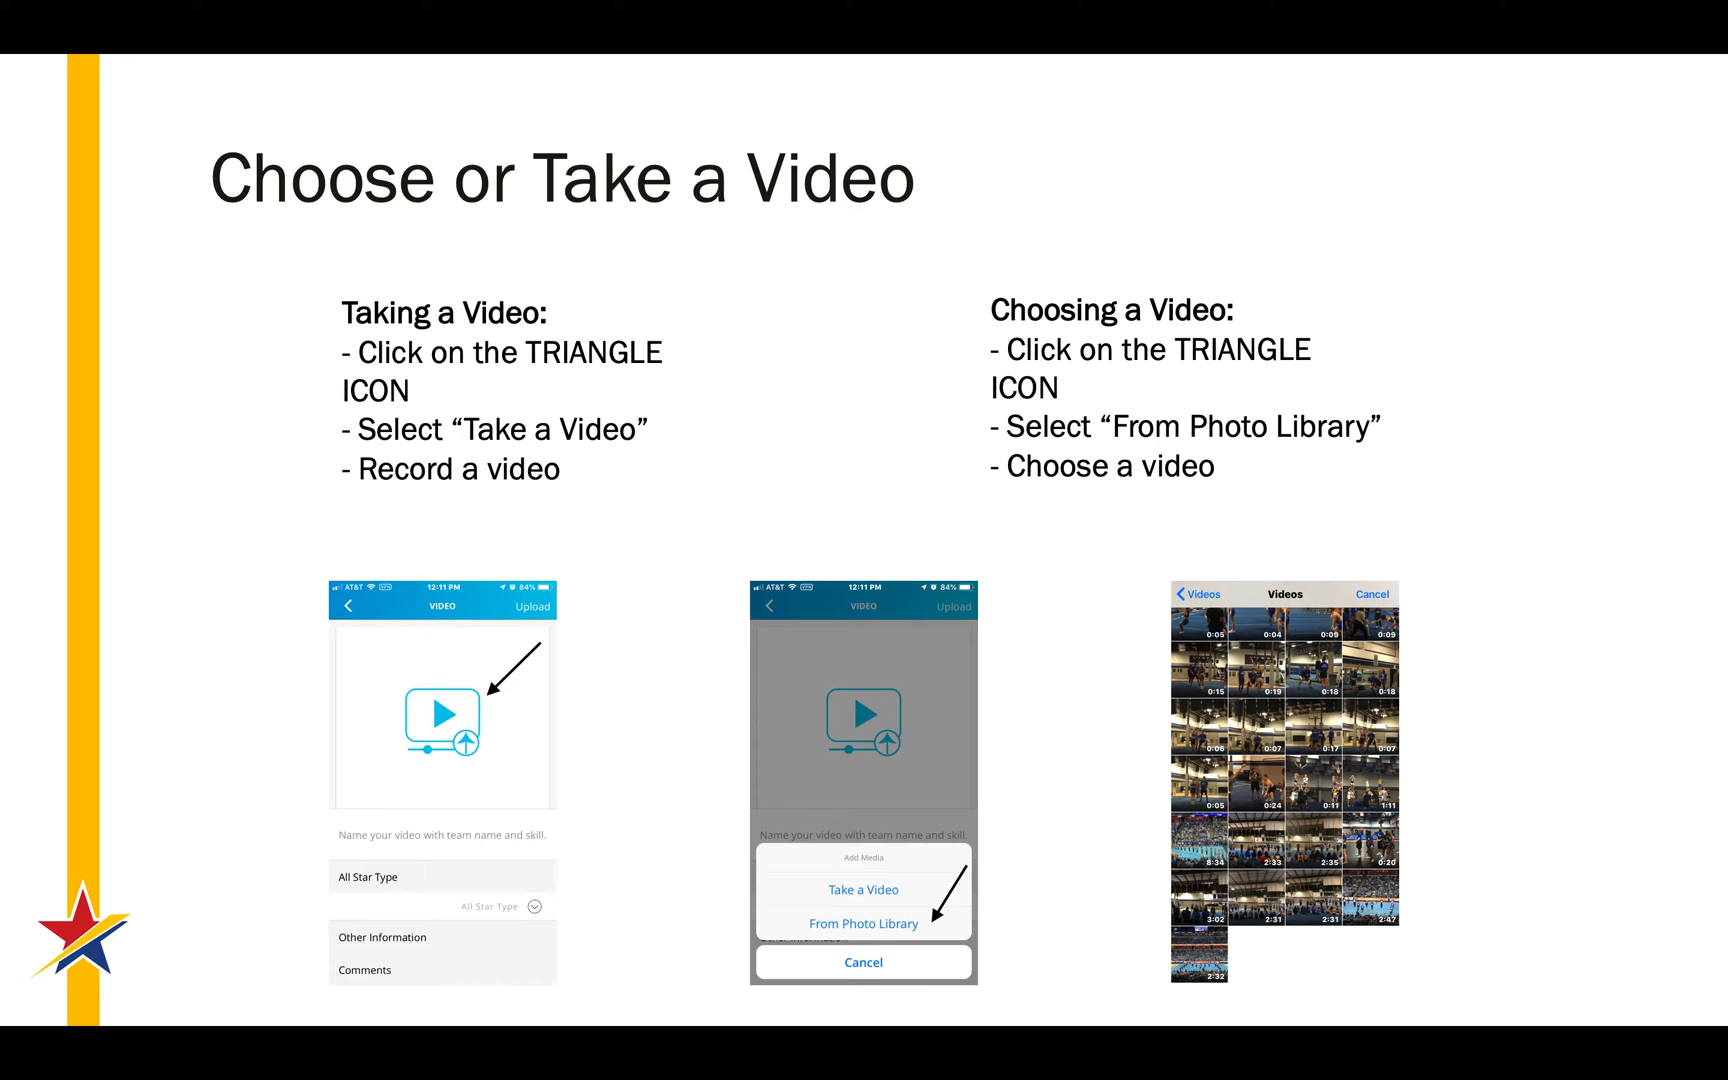 Choose or Take a Video
Taking a Video:
- Click on the TRIANGLE
ICON
- Select “Take a Video”
- Record a video
Choosing a Video:
- Click on the TRIANGLE
ICON
- Select “From Photo Library”
- Choose a video
AT&T VPN 12:11 PM 84%
VIDEO Upload
Name your video with team name and skill.
All Star Type
All Star Type
Other Information
Comments
AT&T VPN 12:11 PM 84%
VIDEO Upload
Name your video with team name and skill.
Add Media
Take a Video
From Photo Library
Other Information
Cancel
Videos Videos Cancel
0:05 0:04 0:09 0:09
0:15 0:19 0:18 0:18
0:06 0:07 0:17 0:07
0:05 0:24 0:11 1:11
8:34 2:33 2:35 0:20
3:02 2:31 2:31 2:47
2:32